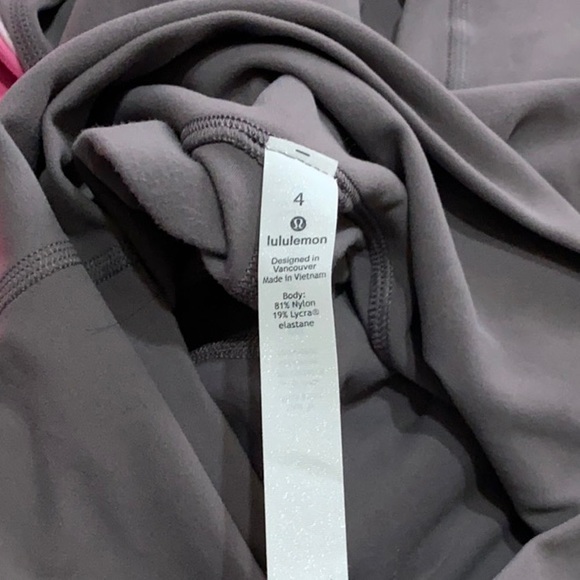 4
lululemon
Designed in
Vancouver
Made in Vietnam
Body:
81% Nylon
19% Lycra®
elastane